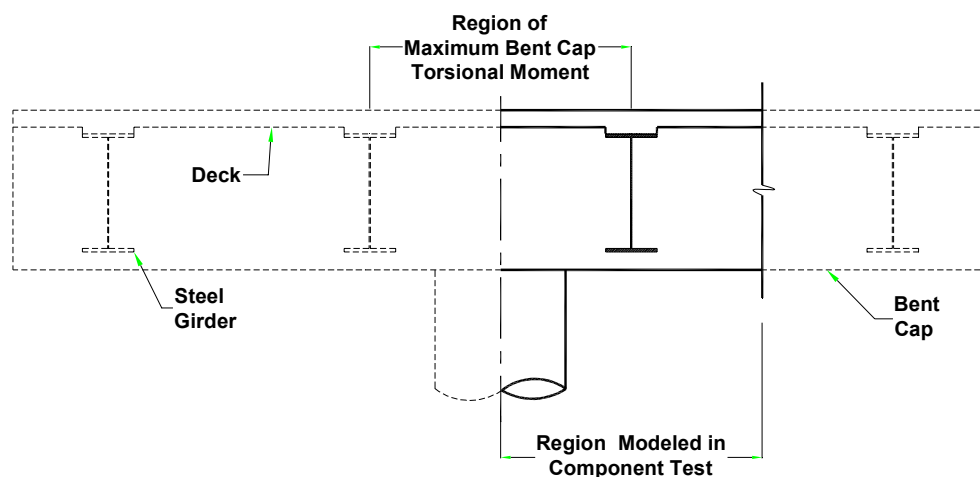 Region of
Maximum Bent Cap
Torsional Moment
Deck
Steel
Girder
Bent
Cap
Region Modeled in
Component Test